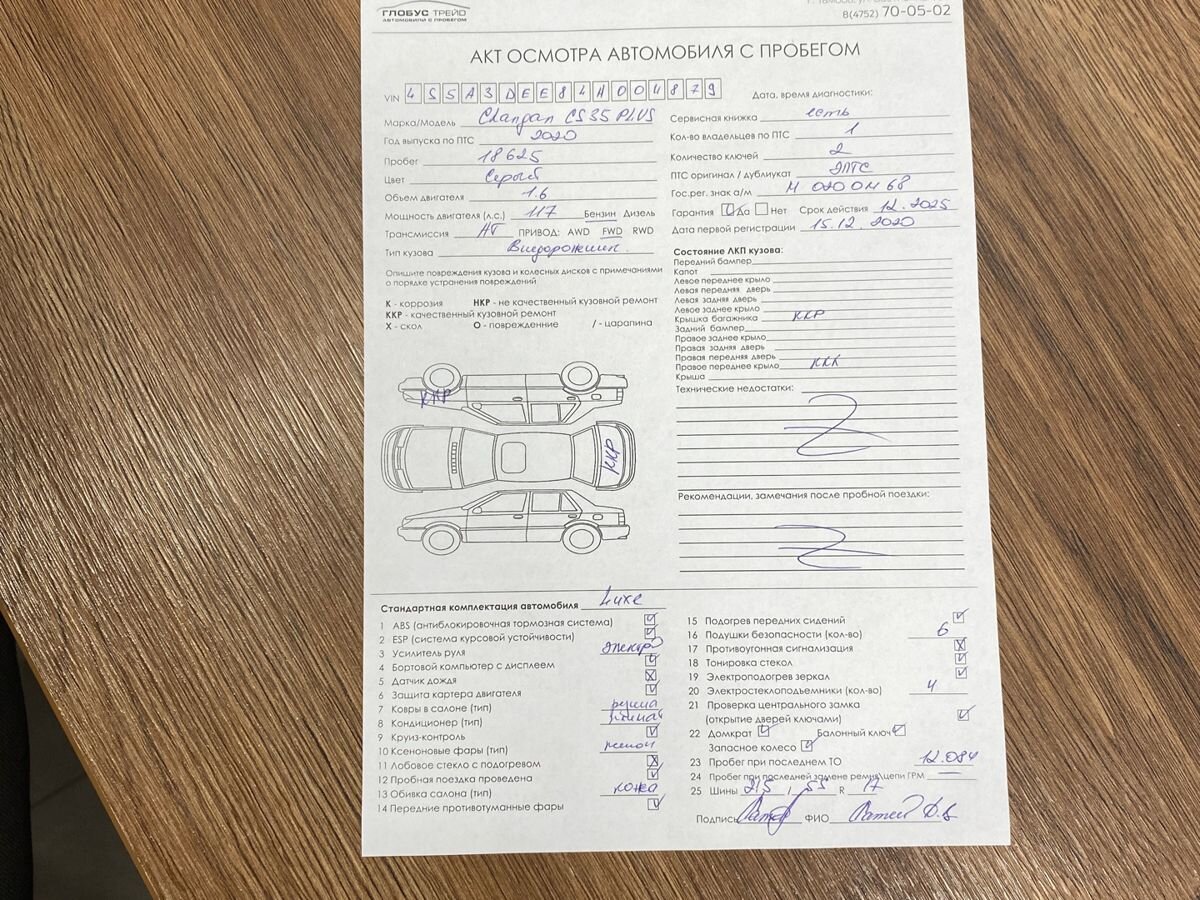 ГЛОБУС ТРЕЙД
АВТОМОБИЛИ С ПРОБЕГОМ
8(4752) 70-05-02
АКТ ОСМОТРА АВТОМОБИЛЯ С ПРОБЕГОМ
VIN 4S5A3DEE8LH004879
Дата, время диагностики:
Марка/Модель Changan CS35 PLUS
Год выпуска по ПТС 2020
Пробег 18625
Цвет Серый
Объем двигателя 1.6
Мощность двигателя (л.с.) 117 Бензин Дизель
Трансмиссия АТ ПРИВОД: AWD FWD RWD
Тип кузова Внедорожник
Сервисная книжка есть
Кол-во владельцев по ПТС 1
Количество ключей 2
ПТС оригинал / дубликат ЭПТС
Гос.рег. знак а/м М 020 ОМ 68
Гарантия Да Нет Срок действия 12.2025
Дата первой регистрации 15.12.2020
Опишите повреждения кузова и колесных дисков с примечаниями
о порядке устранения повреждений
К - коррозия НКР - не качественный кузовной ремонт
ККР - качественный кузовной ремонт
Х - скол О - повреждение / - царапина
ККР
ККР
Состояние ЛКП кузова:
Передний бампер
Капот
Левое переднее крыло
Левая передняя дверь
Левая задняя дверь
Левое заднее крыло
Крышка багажника ККР
Задний бампер
Правое заднее крыло
Правая задняя дверь
Правая передняя дверь
Правое переднее крыло ККК
Крыша
Технические недостатки:
Рекомендации, замечания после пробной поездки:
Стандартная комплектация автомобиля Luxe
1 ABS (антиблокировочная тормозная система)
2 ESP (система курсовой устойчивости)
3 Усилитель руля электро
4 Бортовой компьютер с дисплеем
5 Датчик дождя
6 Защита картера двигателя
7 Ковры в салоне (тип) резина
8 Кондиционер (тип)
9 Круиз-контроль
10 Ксеноновые фары (тип) ксенон
11 Лобовое стекло с подогревом
12 Пробная поездка проведена
13 Обивка салона (тип) кожа
14 Передние противотуманные фары
15 Подогрев передних сидений
16 Подушки безопасности (кол-во) 6
17 Противоугонная сигнализация
18 Тонировка стекол
19 Электроподогрев зеркал
20 Электростеклоподъемники (кол-во) 4
21 Проверка центрального замка
(открытие дверей ключами)
22 Домкрат Балонный ключ
Запасное колесо
23 Пробег при последнем ТО 12.084
24 Пробег при последней замене ремня/цепи ГРМ
25 Шины 215 / 55 R 17
Подпись ФИО